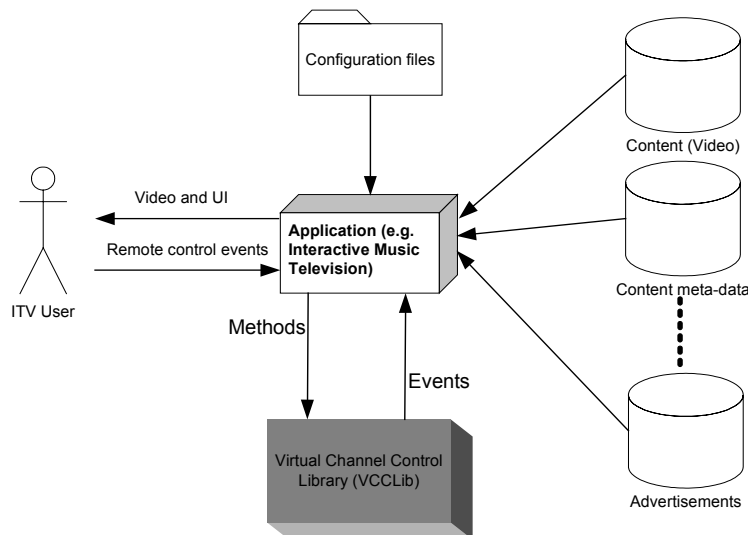 Configuration files
Content (Video)
Video and UI
Application (e.g.
Interactive Music
Television)
Remote control events
ITV User
Content meta-data
Methods
Events
Virtual Channel Control
Library (VCCLib)
Advertisements